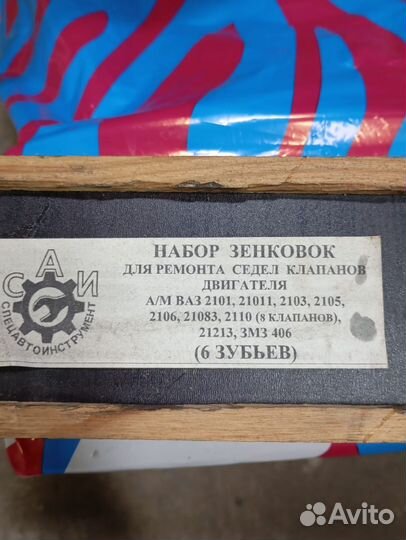 НАБОР ЗЕНКОВОК
ДЛЯ РЕМОНТА СЕДЕЛ КЛАПАНОВ
ДВИГАТЕЛЯ
А/М ВАЗ 2101, 21011, 2103, 2105,
2106, 21083, 2110 (8 КЛАПАНОВ),
21213, ЗМЗ 406
(6 ЗУБЬЕВ)
САИ
СПЕЦАВТОИНСТРУМЕНТ
Avito